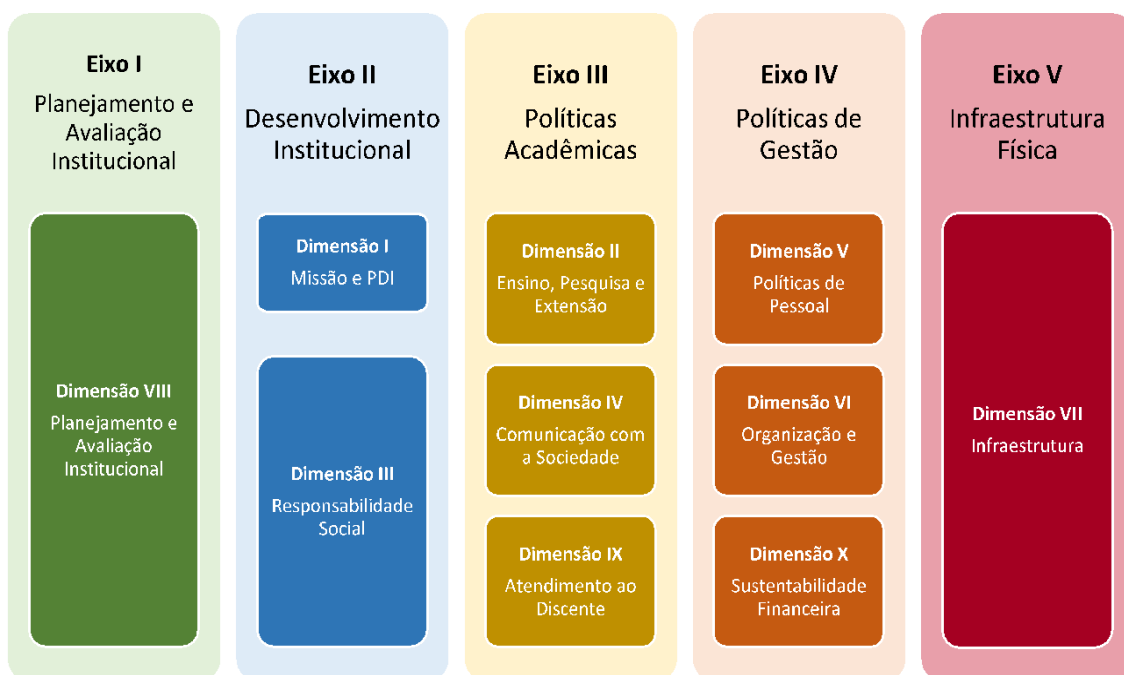 Eixo I
Planejamento e
Avaliação
Institucional
Dimensão VIII
Planejamento e
Avaliação
Institucional
Eixo II
Desenvolvimento
Institucional
Dimensão I
Missão e PDI
Dimensão III
Responsabilidade
Social
Eixo III
Políticas
Acadêmicas
Dimensão II
Ensino, Pesquisa e
Extensão
Dimensão IV
Comunicação com
a Sociedade
Dimensão IX
Atendimento ao
Discente
Eixo IV
Políticas de
Gestão
Dimensão V
Políticas de
Pessoal
Dimensão VI
Organização e
Gestão
Dimensão X
Sustentabilidade
Financeira
Eixo V
Infraestrutura
Física
Dimensão VII
Infraestrutura